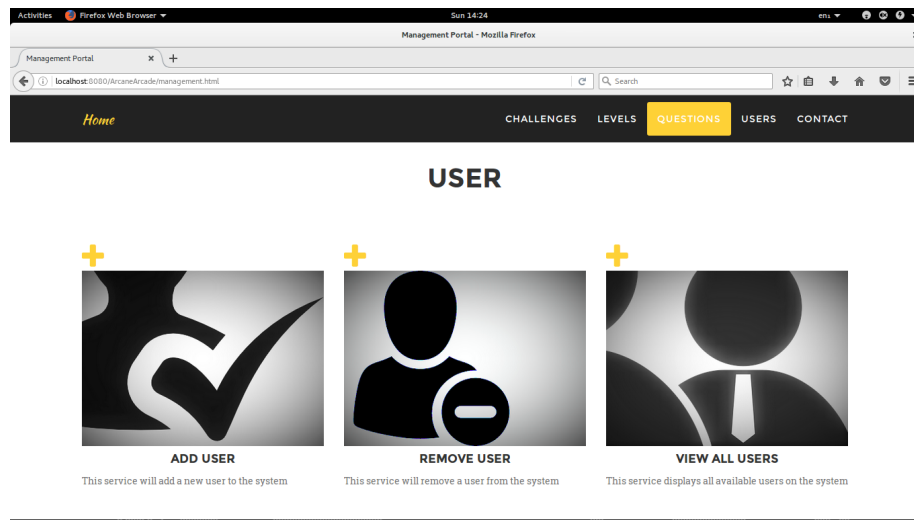 Activities Firefox Web Browser Sun 14:24 en1
Management Portal - Mozilla Firefox
Management Portal
localhost:8080/ArcaneArcade/management.html Search
Home CHALLENGES LEVELS QUESTIONS USERS CONTACT
USER
ADD USER REMOVE USER VIEW ALL USERS
This service will add a new user to the system This service will remove a user from the system This service displays all available users on the system